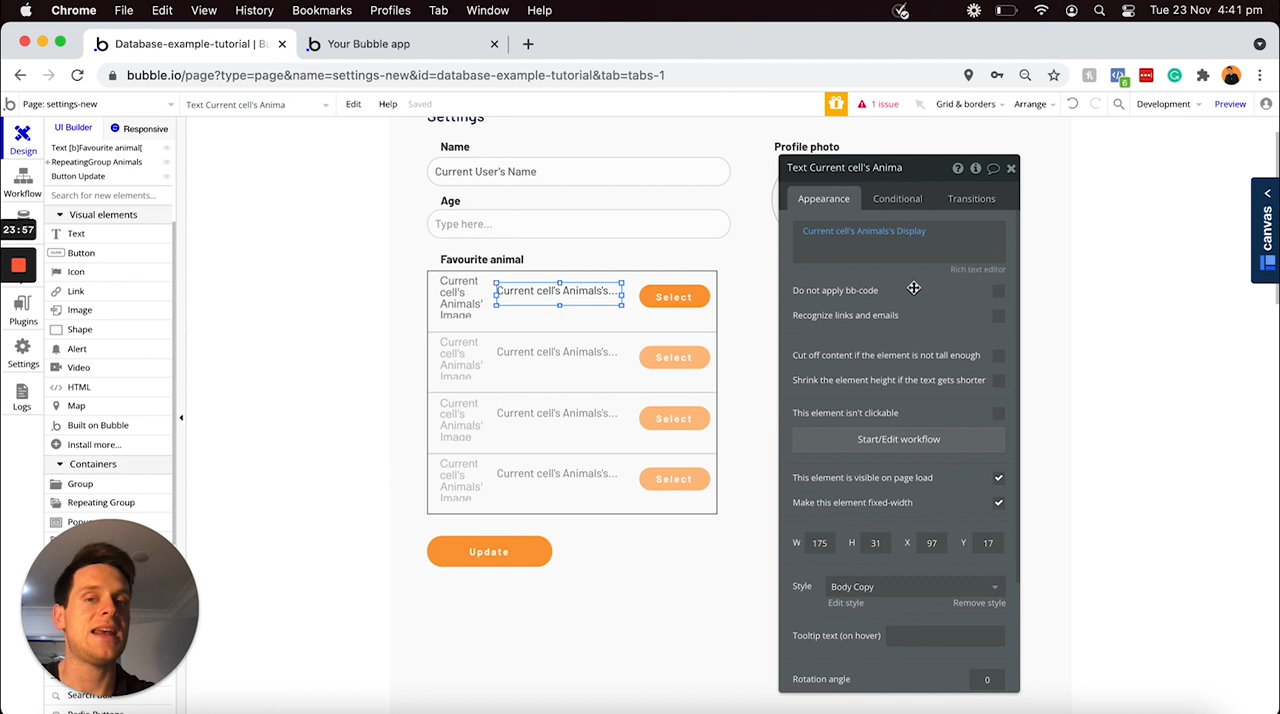 Chrome File Edit View History Bookmarks Profiles Tab Window Help Tue 23 Nov 4:41 pm
Database-example-tutorial | Bu
Your Bubble app
bubble.io/page?type=page&name=settings-new&id=database-example-tutorial&tab=tabs-1
6
Page: settings-new
Text Current cell's Anima
Edit Help Saved
1 issue
Grid & borders
Arrange
Development
Preview
Design
Workflow
23:57
Plugins
Settings
Logs
UI Builder
Responsive
Text [b]Favourite animal[
RepeatingGroup Animals
Button Update
Search for new elements...
Visual elements
Text
Button
Icon
Link
Image
Shape
Alert
Video
HTML
Map
Built on Bubble
Install more...
Containers
Group
Repeating Group
Search Box
Settings
Name
Current User's Name
Age
Type here...
Favourite animal
Current cell's Animals' Image
Current cell's Animals's...
Select
Current cell's Animals' Image
Current cell's Animals's...
Select
Current cell's Animals' Image
Current cell's Animals's...
Select
Current cell's Animals' Image
Current cell's Animals's...
Select
Update
Profile photo
Text Current cell's Anima
Appearance
Conditional
Transitions
Current cell's Animals's Display
Rich text editor
Do not apply bb-code
Recognize links and emails
Cut off content if the element is not tall enough
Shrink the element height if the text gets shorter
This element isn't clickable
Start/Edit workflow
This element is visible on page load
Make this element fixed-width
W 175 H 31 X 97 Y 17
Style Body Copy
Edit style
Remove style
Tooltip text (on hover)
Rotation angle 0
canvas